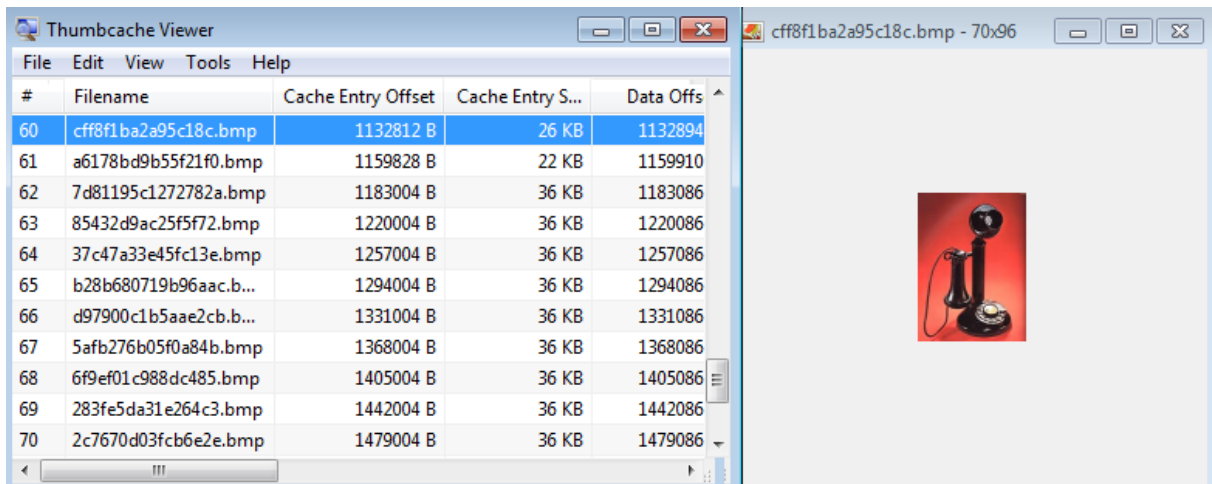 Thumbcache Viewer
File Edit View Tools Help
# Filename Cache Entry Offset Cache Entry S... Data Offs
60 cff8f1ba2a95c18c.bmp 1132812 B 26 KB 1132894
61 a6178bd9b55f21f0.bmp 1159828 B 22 KB 1159910
62 7d81195c1272782a.bmp 1183004 B 36 KB 1183086
63 85432d9ac25f5f72.bmp 1220004 B 36 KB 1220086
64 37c47a33e45fc13e.bmp 1257004 B 36 KB 1257086
65 b28b680719b96aac.b... 1294004 B 36 KB 1294086
66 d97900c1b5aae2cb.b... 1331004 B 36 KB 1331086
67 5afb276b05f0a84b.bmp 1368004 B 36 KB 1368086
68 6f9ef01c988dc485.bmp 1405004 B 36 KB 1405086
69 283fe5da31e264c3.bmp 1442004 B 36 KB 1442086
70 2c7670d03fcb6e2e.bmp 1479004 B 36 KB 1479086
cff8f1ba2a95c18c.bmp - 70x96